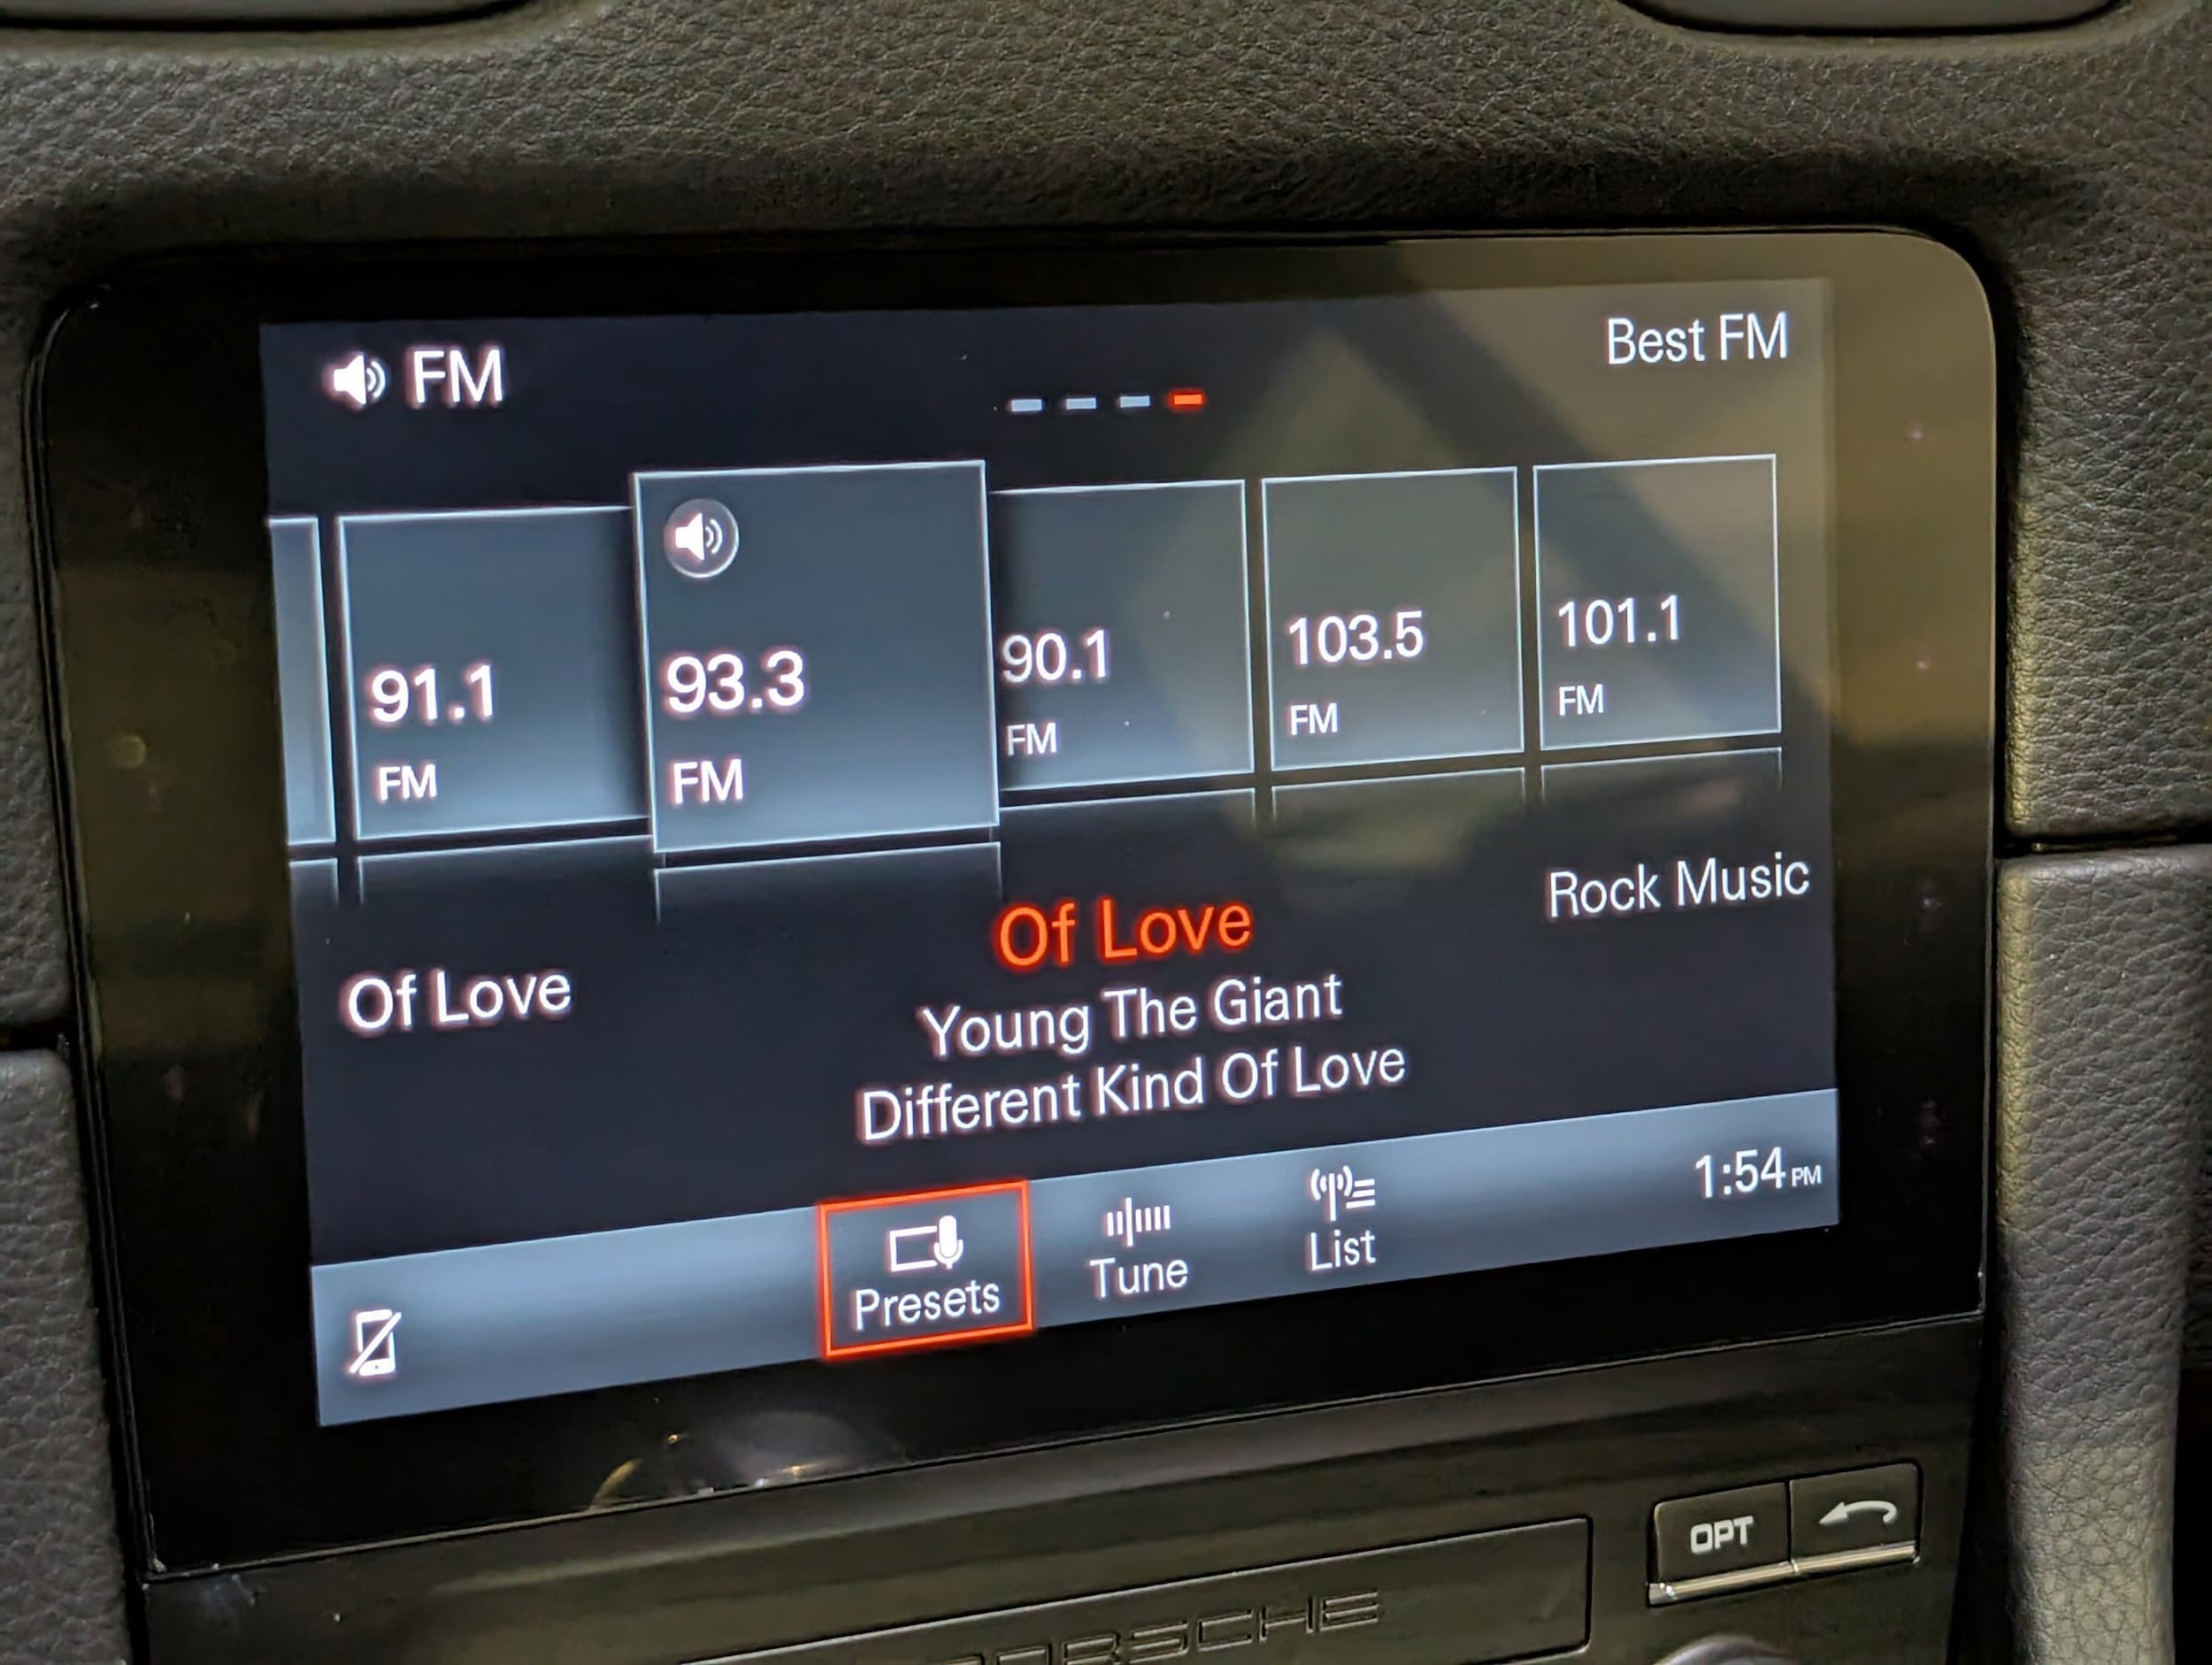 FM
Best FM
91.1
FM
93.3
FM
90.1
FM
103.5
FM
101.1
FM
Rock Music
Of Love
Of Love
Young The Giant
Different Kind Of Love
Presets
Tune
List
1:54 PM
OPT
PORSCHE